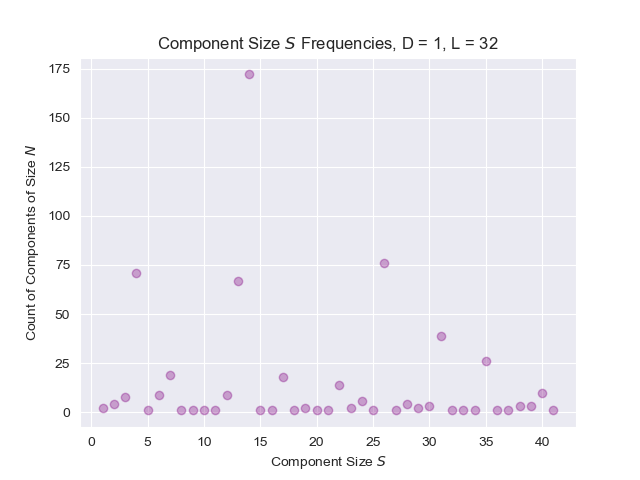 Component Size S Frequencies, D = 1, L = 32
175
150
125
100
75
50
25
0
Count of Components of Size N
0 5 10 15 20 25 30 35 40
Component Size S